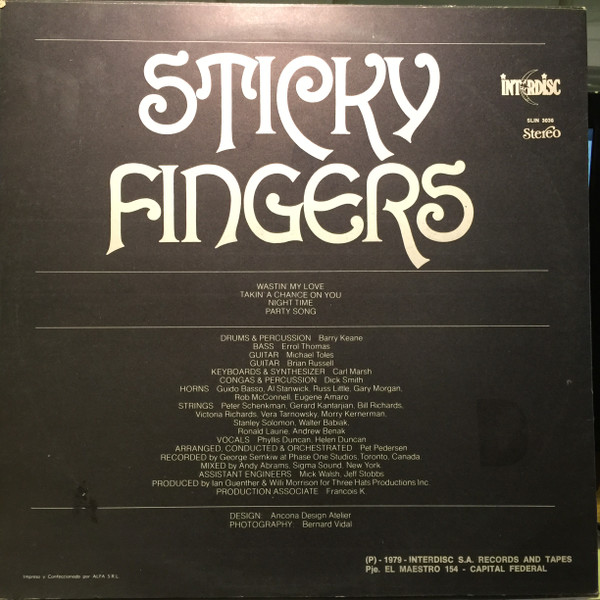 STICKY
FINGERS
INTERDISC
SLIN 3036
Stereo
WASTIN' MY LOVE
TAKIN' A CHANCE ON YOU
NIGHT TIME
PARTY SONG
DRUMS & PERCUSSION Barry Keane
BASS Errol Thomas
GUITAR Michael Toles
GUITAR Brian Russell
KEYBOARDS & SYNTHESIZER Carl Marsh
CONGAS & PERCUSSION Dick Smith
HORNS Guido Basso, Al Stanwick, Russ Little, Gary Morgan,
Rob McConnell, Eugene Amaro
STRINGS Peter Schenkman, Gerard Kantarjian, Bill Richards,
Victoria Richards, Vera Tarnowsky, Morry Kernerman,
Stanley Solomon, Walter Babiak,
Ronald Laurie, Andrew Benak
VOCALS Phyllis Duncan, Helen Duncan
ARRANGED, CONDUCTED & ORCHESTRATED Pet Pedersen
RECORDED by George Semkiw at Phase One Studios, Toronto, Canada
MIXED by Andy Abrams, Sigma Sound, New York
ASSISTANT ENGINEERS Mick Walsh, Jeff Stobbs
PRODUCED by Ian Guenther & Willi Morrison for Three Hats Productions Inc.
PRODUCTION ASSOCIATE Francois K.
DESIGN: Ancona Design Atelier
PHOTOGRAPHY: Bernard Vidal
(P) - 1979 - INTERDISC S.A. RECORDS AND TAPES
Pje. EL MAESTRO 154 - CAPITAL FEDERAL
Impreso y Confeccionado por ALFA S.R.L.